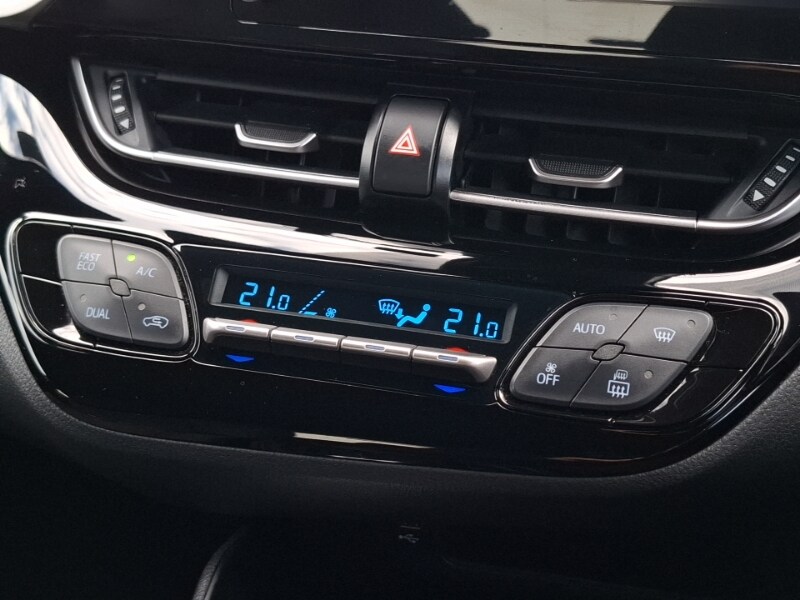 FAST
ECO
A/C
DUAL
21.0
21.0
AUTO
OFF